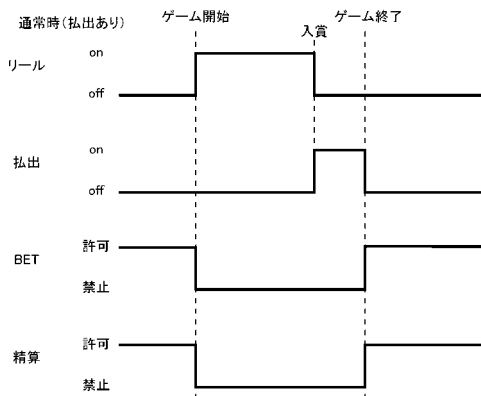 通常時(払出あり)
ゲーム開始
入賞
ゲーム終了
リール
on
off
払出
on
off
BET
許可
禁止
精算
許可
禁止